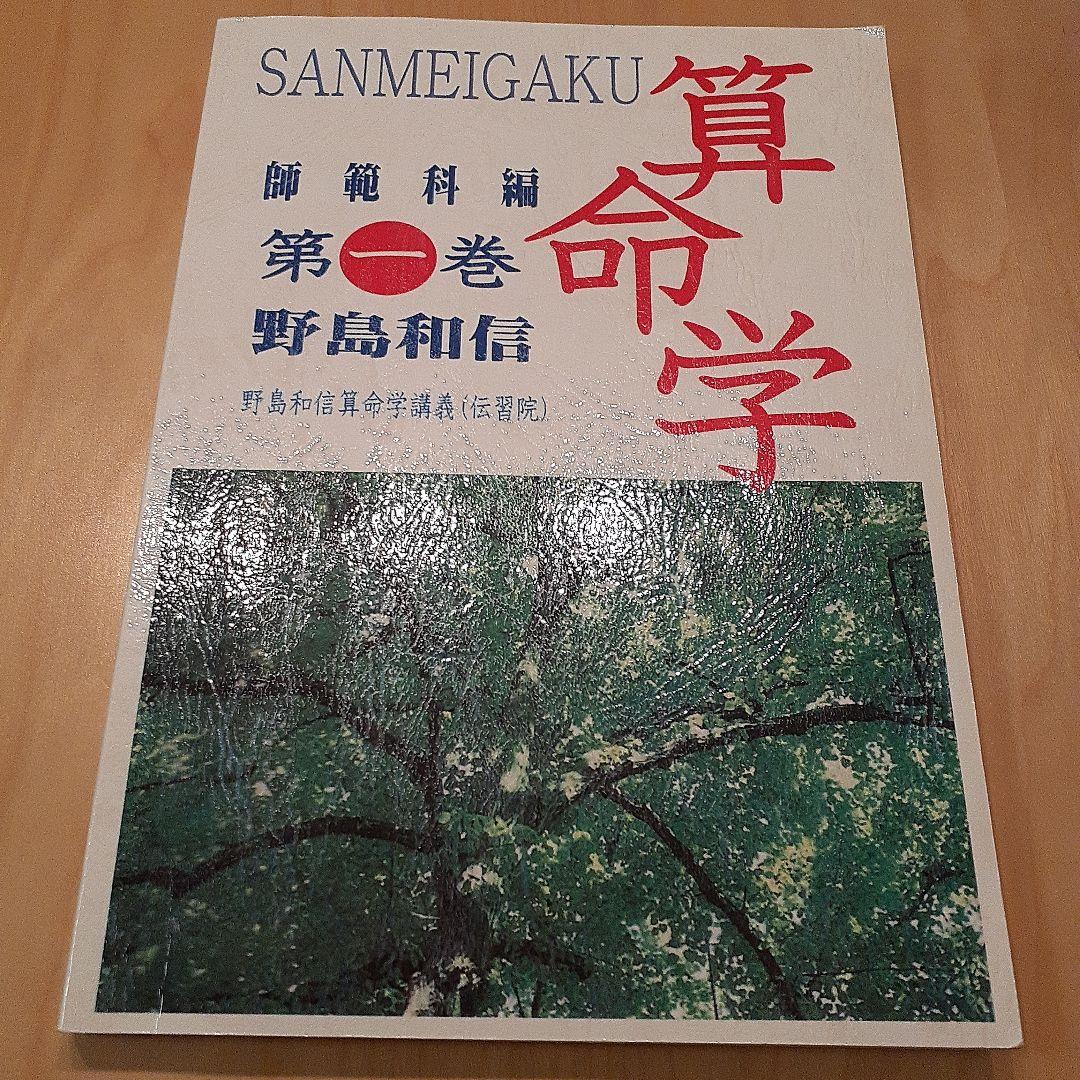 SANMEIGAKU
算命学
師範科編
第一巻
野島和信
野島和信算命学講義(伝習院)